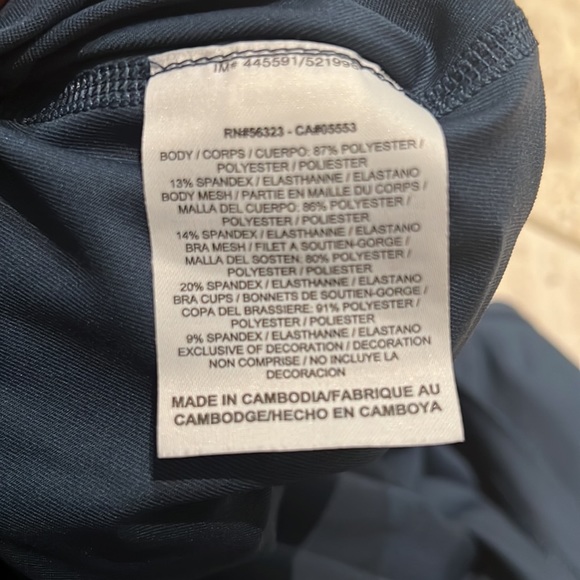 IM# 445591/521998
RN#56323 - CA#05553
BODY / CORPS / CUERPO: 87% POLYESTER /
POLYESTER / POLIESTER
13% SPANDEX / ELASTHANNE / ELASTANO
BODY MESH / PARTIE EN MAILLE DU CORPS /
MALLA DEL CUERPO: 86% POLYESTER /
POLYESTER / POLIESTER
14% SPANDEX / ELASTHANNE / ELASTANO
BRA MESH / FILET A SOUTIEN-GORGE /
MALLA DEL SOSTEN: 80% POLYESTER /
POLYESTER / POLIESTER
20% SPANDEX / ELASTHANNE / ELASTANO
BRA CUPS / BONNETS DE SOUTIEN-GORGE /
COPA DEL BRASSIERE: 91% POLYESTER /
POLYESTER / POLIESTER
9% SPANDEX / ELASTHANNE / ELASTANO
EXCLUSIVE OF DECORATION / DECORATION
NON COMPRISE / NO INCLUYE LA
DECORACION
MADE IN CAMBODIA/FABRIQUE AU
CAMBODGE/HECHO EN CAMBOYA